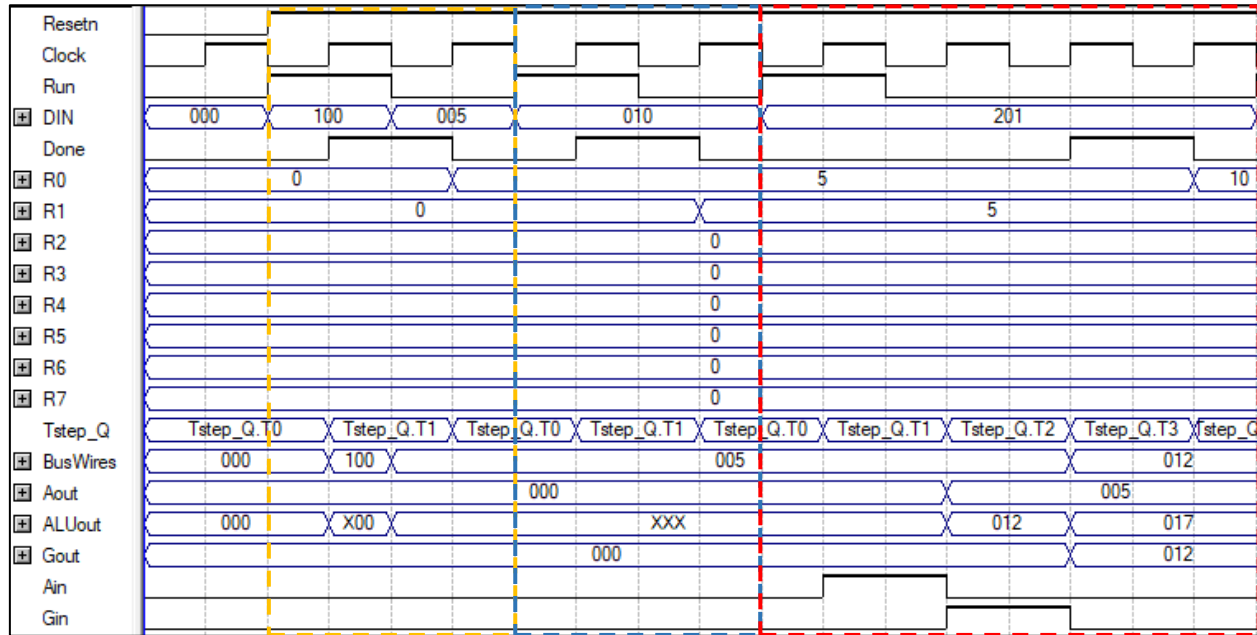 Resetn
Clock
Run
DIN 000 100 005 010 201
Done
R0 0 5 10
R1 0 5
R2 0
R3 0
R4 0
R5 0
R6 0
R7 0
Tstep_Q Tstep_Q.T0 Tstep_Q.T1 Tstep_Q.T0 Tstep_Q.T1 Tstep_Q.T0 Tstep_Q.T1 Tstep_Q.T2 Tstep_Q.T3 Tstep_Q
BusWires 000 100 005 012
Aout 000 005
ALUout 000 X00 XXX 012 017
Gout 000 012
Ain
Gin